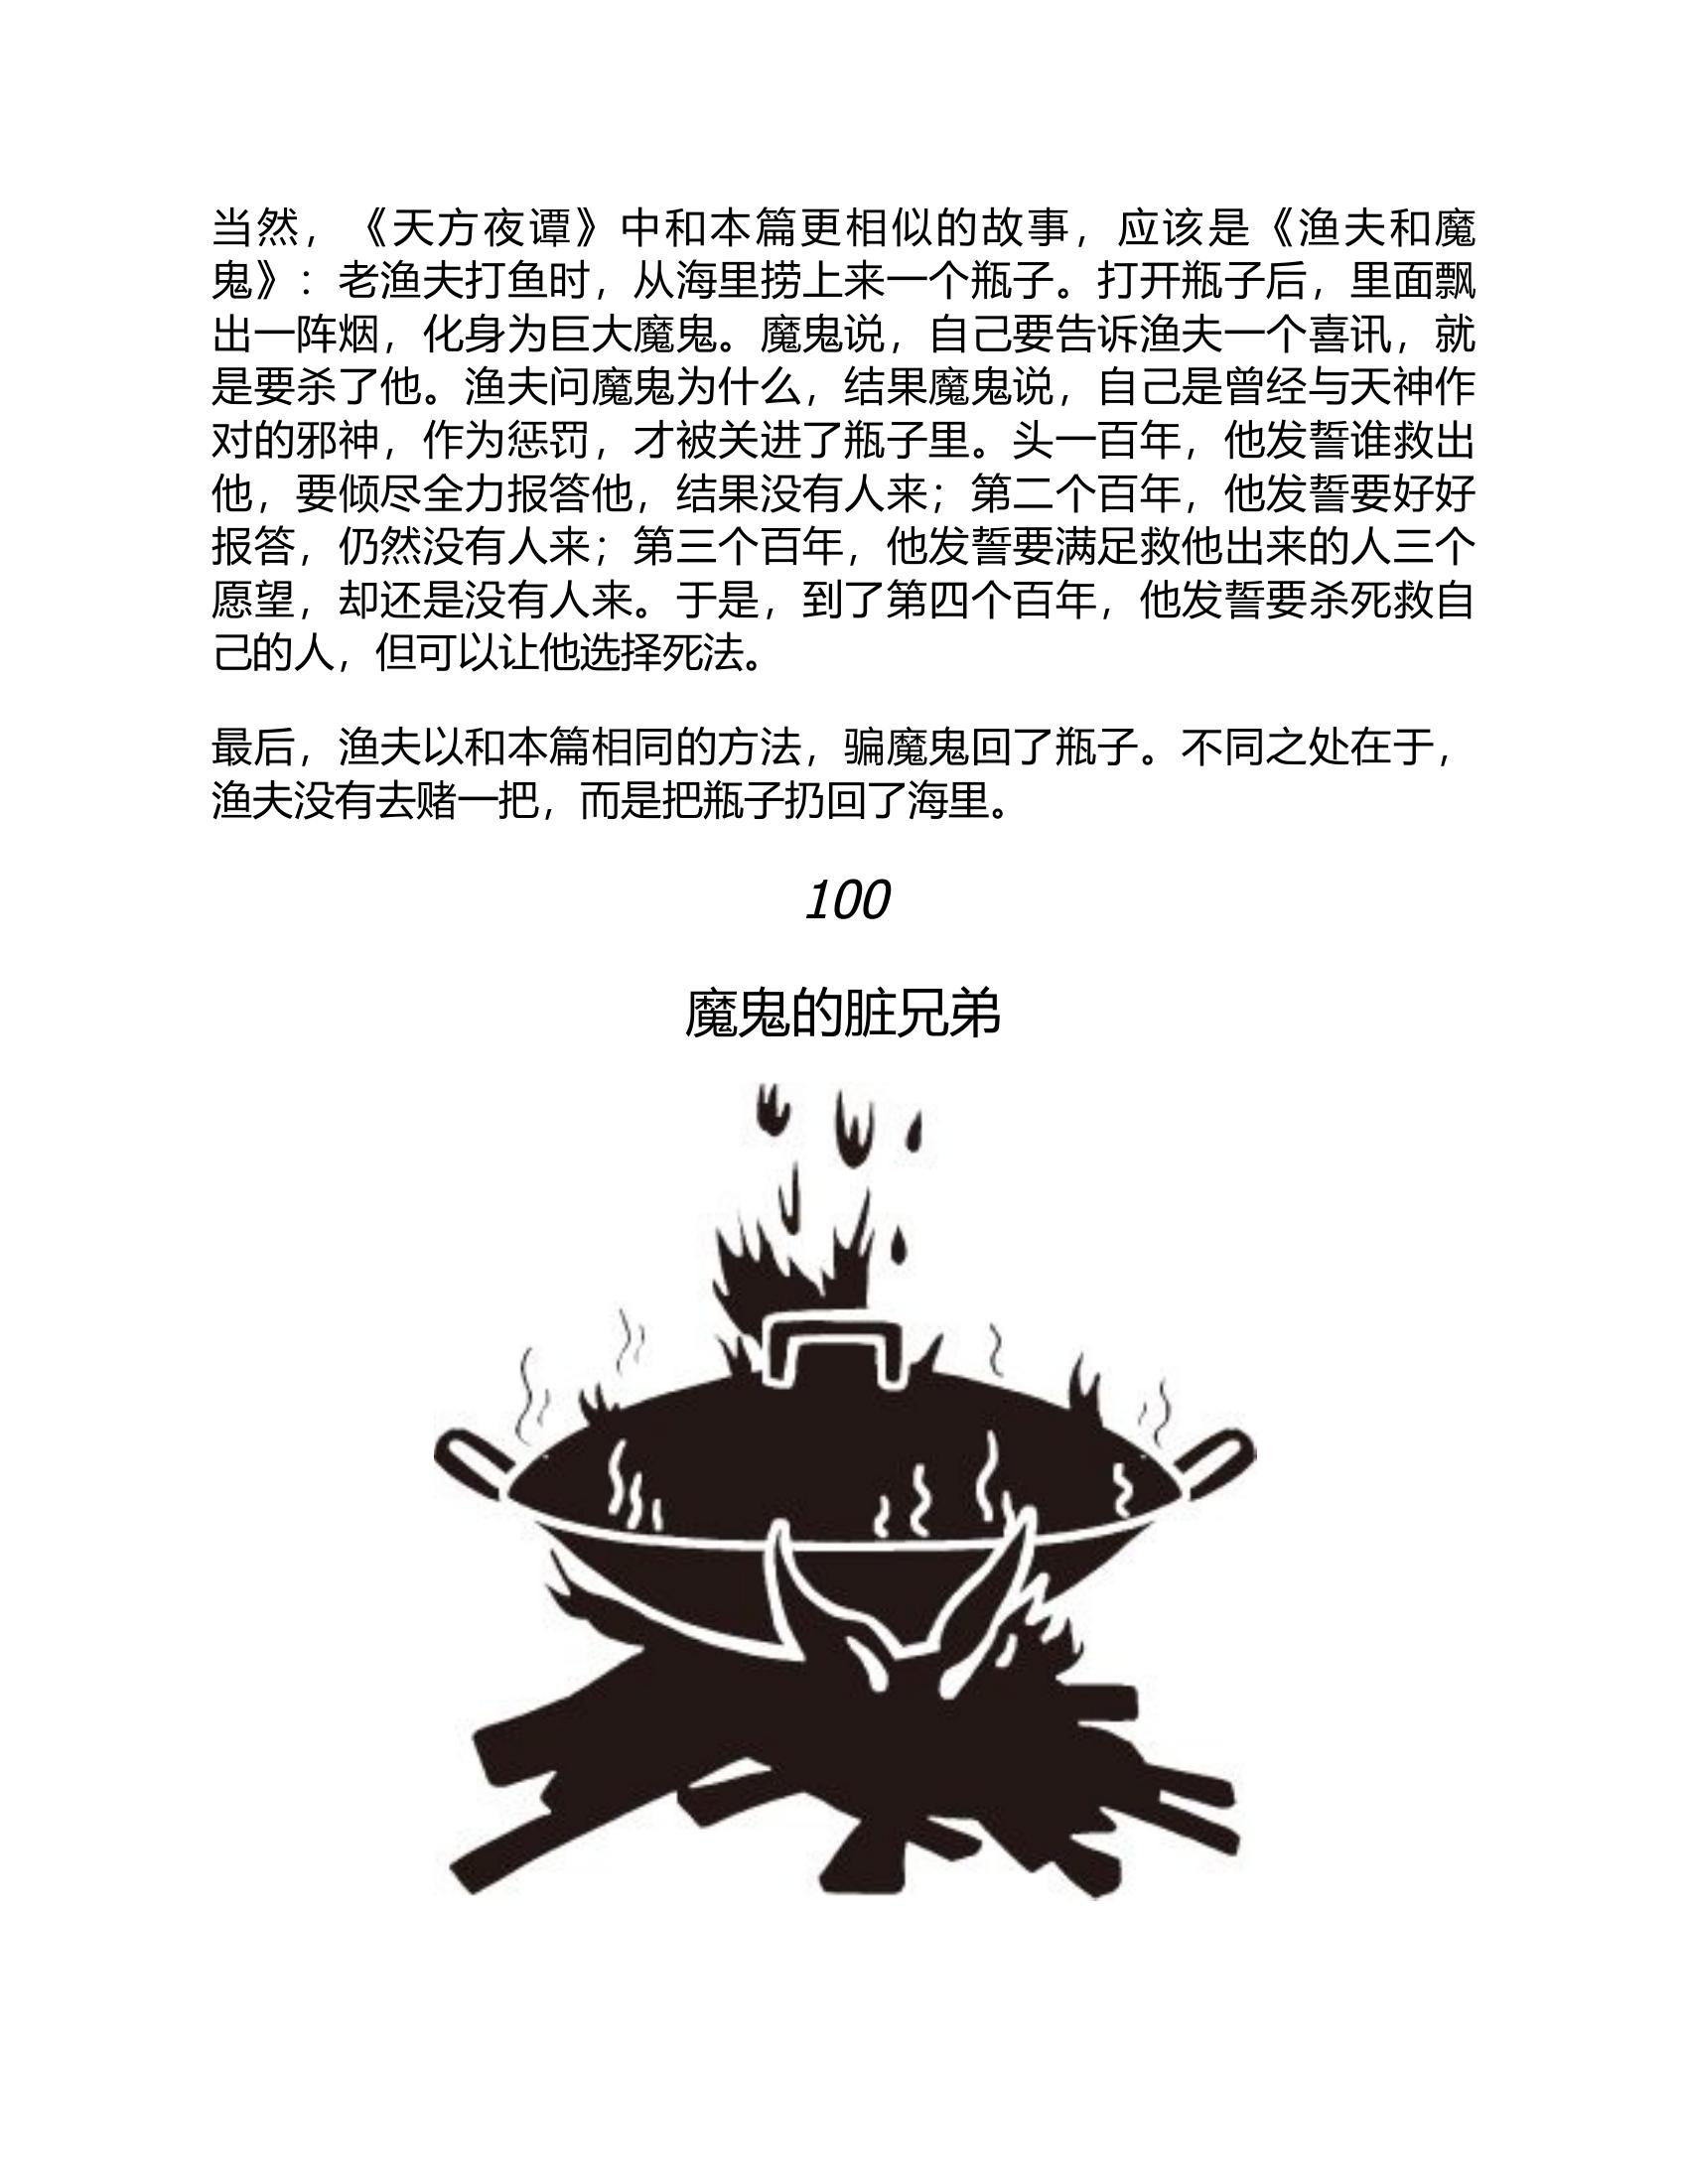 当然，《天方夜谭》中和本篇更相似的故事，应该是《渔夫和魔
鬼》：老渔夫打鱼时，从海里捞上来一个瓶子。打开瓶子后，里面飘
出一阵烟，化身为巨大魔鬼。魔鬼说，自己要告诉渔夫一个喜讯，就
是要杀了他。渔夫问魔鬼为什么，结果魔鬼说，自己是曾经与天神作
对的邪神，作为惩罚，才被关进了瓶子里。头一百年，他发誓谁救出
他，要倾尽全力报答他，结果没有人来；第二个百年，他发誓要好好
报答，仍然没有人来；第三个百年，他发誓要满足救他出来的人三个
愿望，却还是没有人来。于是，到了第四个百年，他发誓要杀死救自
己的人，但可以让他选择死法。
最后，渔夫以和本篇相同的方法，骗魔鬼回了瓶子。不同之处在于，
渔夫没有去赌一把，而是把瓶子扔回了海里。
100
魔鬼的脏兄弟